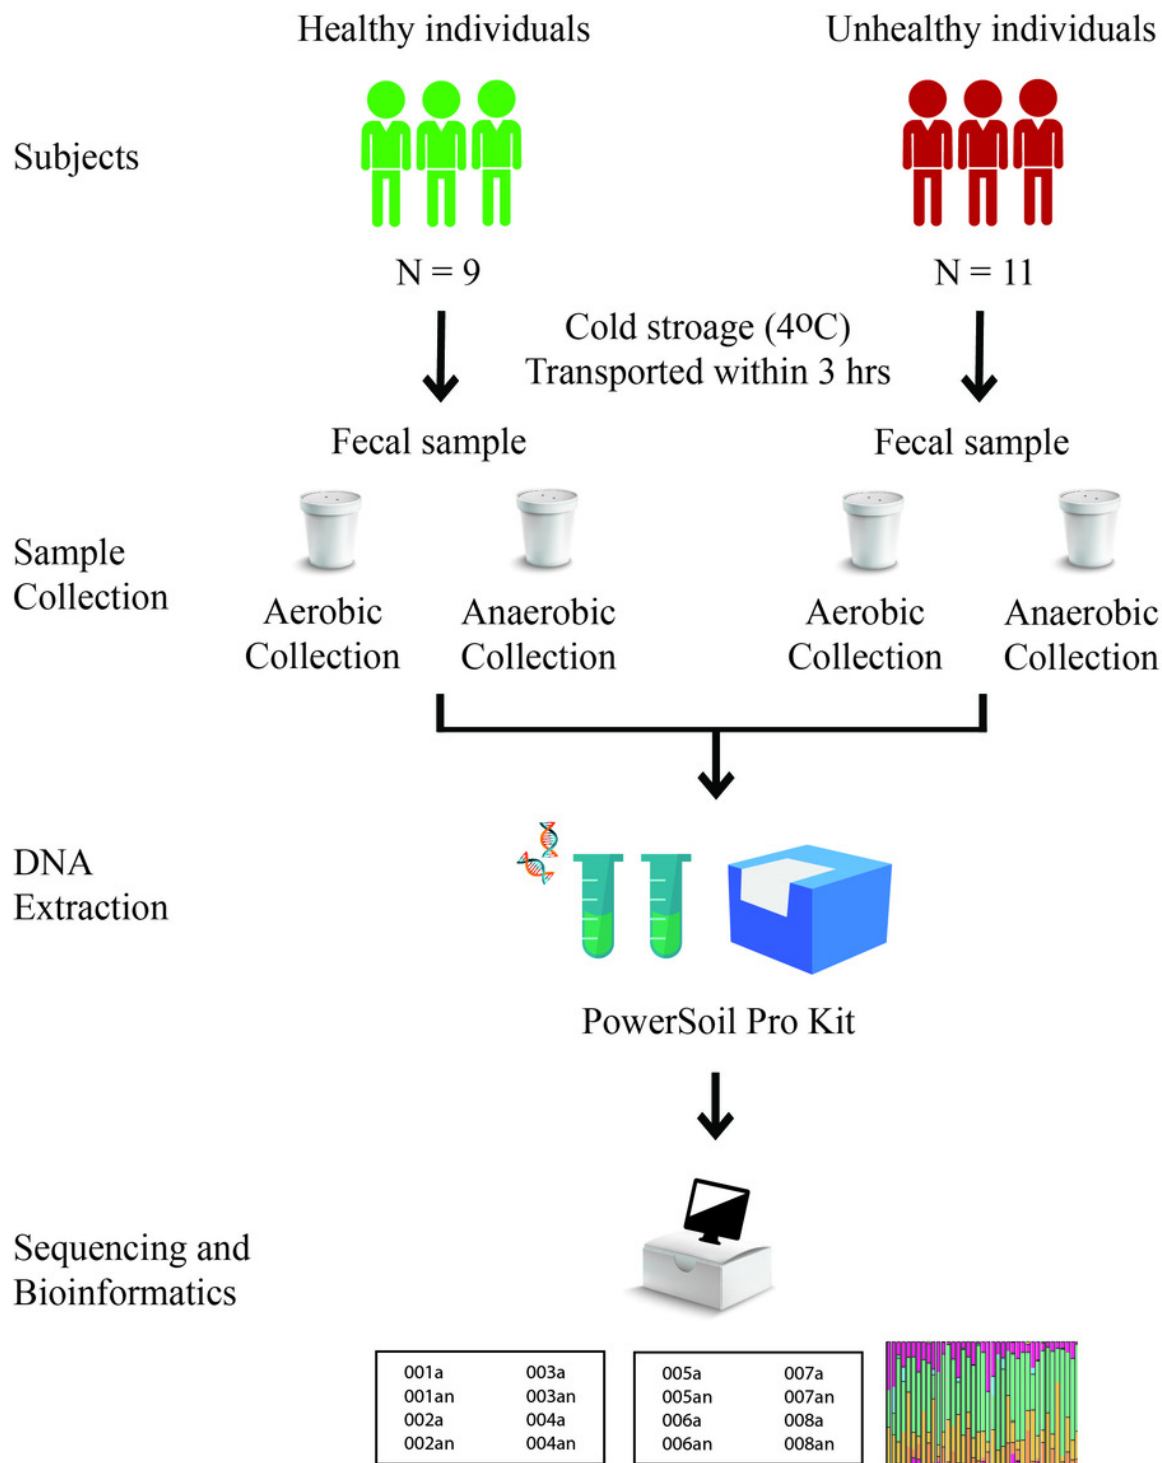 Healthy individuals
Unhealthy individuals
Subjects
N = 9
N = 11
Cold stroage (4ºC)
Transported within 3 hrs
Fecal sample
Fecal sample
Sample
Collection
Aerobic
Collection
Anaerobic
Collection
Aerobic
Collection
Anaerobic
Collection
DNA
Extraction
PowerSoil Pro Kit
Sequencing and
Bioinformatics
001a 003a
001an 003an
002a 004a
002an 004an
005a 007a
005an 007an
006a 008a
006an 008an